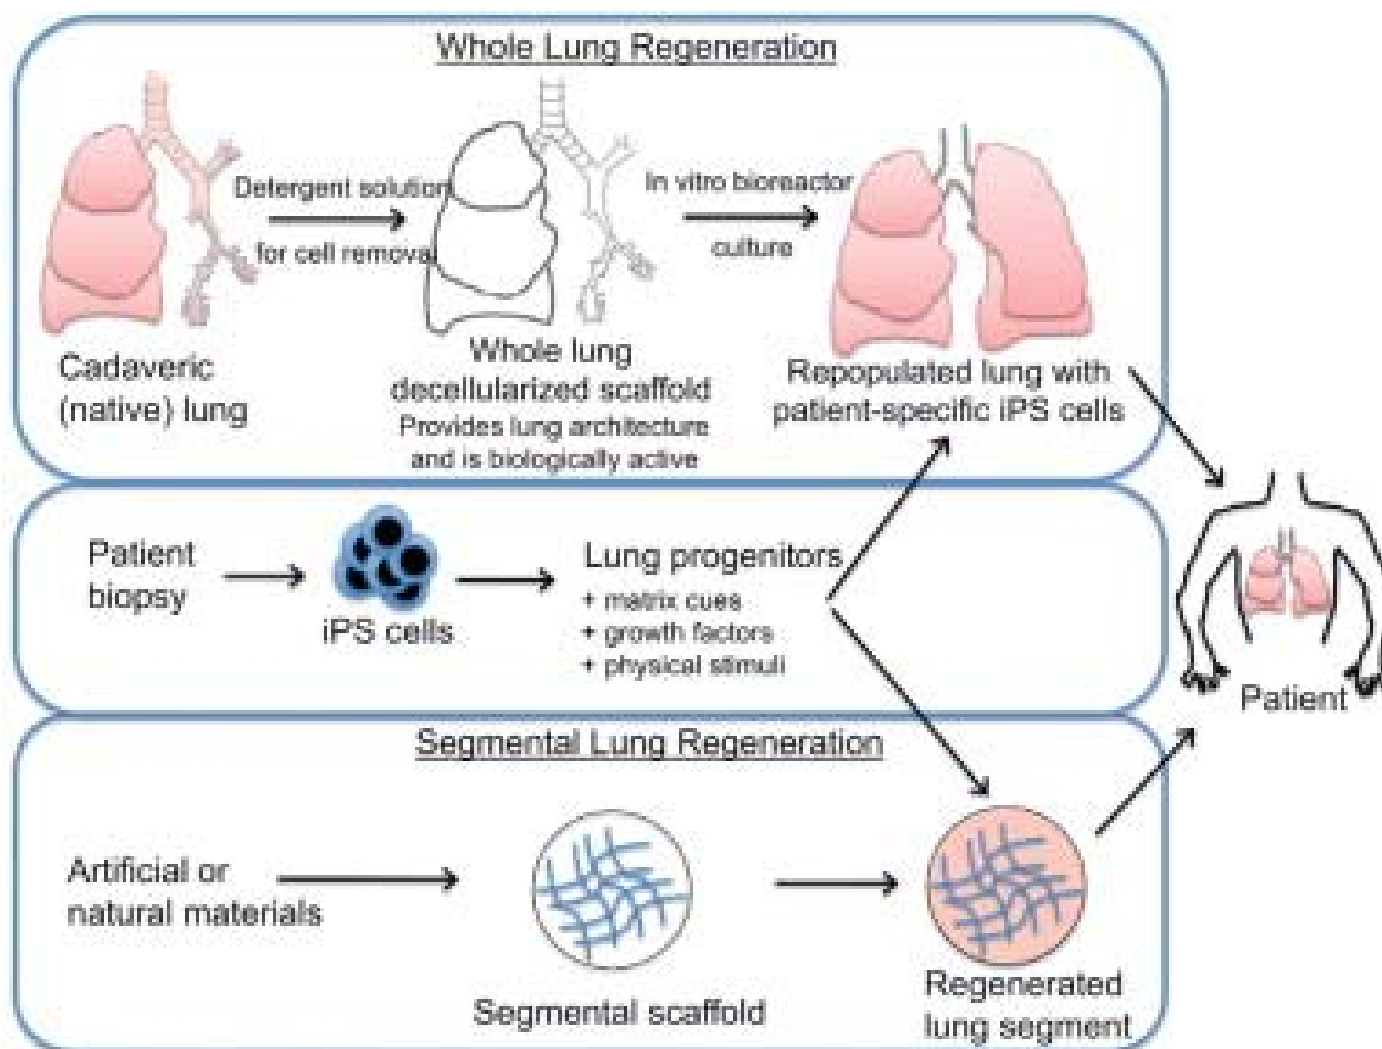 Whole Lung Regeneration
Detergent solution
for cell removal
In vitro bioreactor
culture
Cadaveric
(native) lung
Whole lung
decellularized scaffold
Provides lung architecture
and is biologically active
Repopulated lung with
patient-specific iPS cells
Patient
biopsy
iPS cells
Lung progenitors
+ matrix cues
+ growth factors
+ physical stimuli
Patient
Segmental Lung Regeneration
Artificial or
natural materials
Segmental scaffold
Regenerated
lung segment